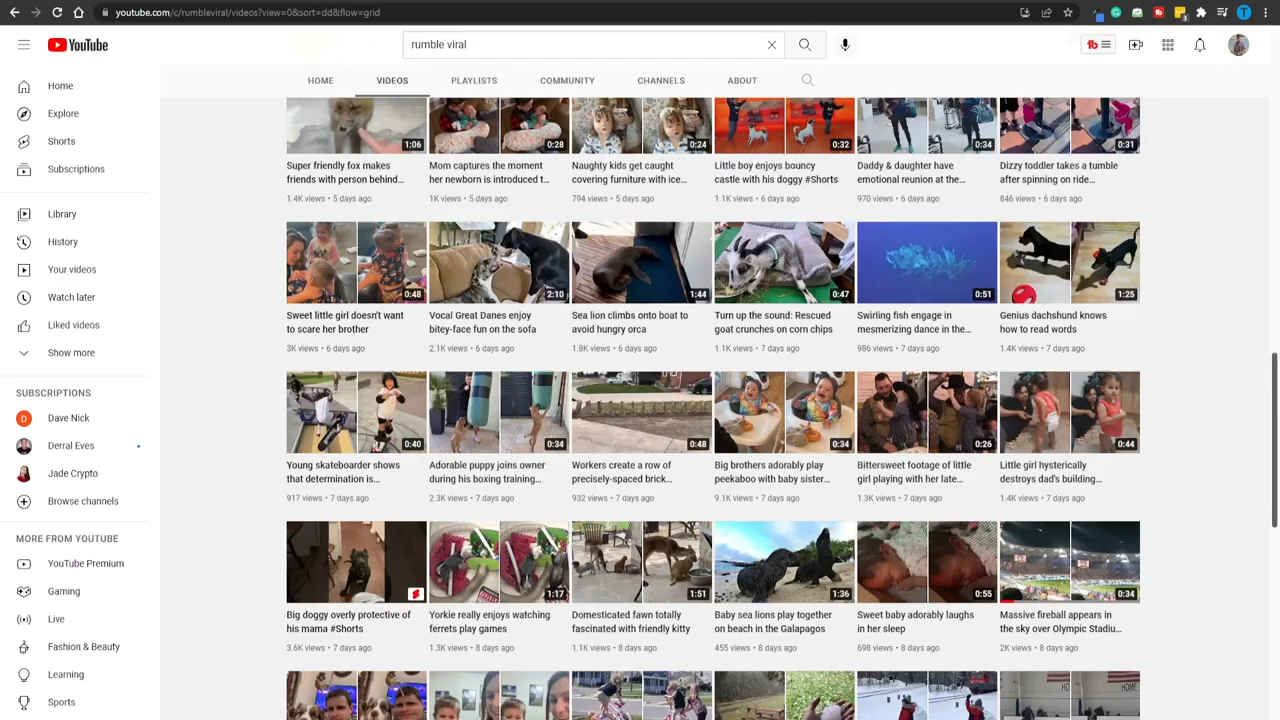 youtube.com/c/rumbleviral/videos?view=0&sort=dd&flow=grid
YouTube
rumble viral
HOME
VIDEOS
PLAYLISTS
COMMUNITY
CHANNELS
ABOUT
Home
Explore
Shorts
Subscriptions
Library
History
Your videos
Watch later
Liked videos
Show more
SUBSCRIPTIONS
Dave Nick
Derral Eves
Jade Crypto
Browse channels
MORE FROM YOUTUBE
YouTube Premium
Gaming
Live
Fashion & Beauty
Learning
Sports
1:06
Super friendly fox makes
friends with person behind...
1.4K views • 5 days ago
0:28
Mom captures the moment
her newborn is introduced t...
1K views • 5 days ago
0:24
Naughty kids get caught
covering furniture with ice...
794 views • 5 days ago
0:32
Little boy enjoys bouncy
castle with his doggy #Shorts
1.1K views • 6 days ago
0:34
Daddy & daughter have
emotional reunion at the...
970 views • 6 days ago
0:31
Dizzy toddler takes a tumble
after spinning on ride...
846 views • 6 days ago
0:48
Sweet little girl doesn't want
to scare her brother
3K views • 6 days ago
2:10
Vocal Great Danes enjoy
bitey-face fun on the sofa
2.1K views • 6 days ago
1:44
Sea lion climbs onto boat to
avoid hungry orca
1.8K views • 6 days ago
0:47
Turn up the sound: Rescued
goat crunches on corn chips
1.1K views • 7 days ago
0:51
Swirling fish engage in
mesmerizing dance in the...
986 views • 7 days ago
1:25
Genius dachshund knows
how to read words
1.4K views • 7 days ago
0:40
Young skateboarder shows
that determination is...
917 views • 7 days ago
0:34
Adorable puppy joins owner
during his boxing training...
2.3K views • 7 days ago
0:48
Workers create a row of
precisely-spaced brick...
932 views • 7 days ago
0:34
Big brothers adorably play
peekaboo with baby sister...
9.1K views • 7 days ago
0:26
Bittersweet footage of little
girl playing with her late...
1.3K views • 7 days ago
0:44
Little girl hysterically
destroys dad's building...
1.4K views • 7 days ago
Big doggy overly protective of
his mama #Shorts
3.6K views • 7 days ago
1:17
Yorkie really enjoys watching
ferrets play games
1.3K views • 8 days ago
1:51
Domesticated fawn totally
fascinated with friendly kitty
1.1K views • 8 days ago
1:36
Baby sea lions play together
on beach in the Galapagos
455 views • 8 days ago
0:55
Sweet baby adorably laughs
in her sleep
698 views • 8 days ago
0:34
Massive fireball appears in
the sky over Olympic Stadiu...
2K views • 8 days ago